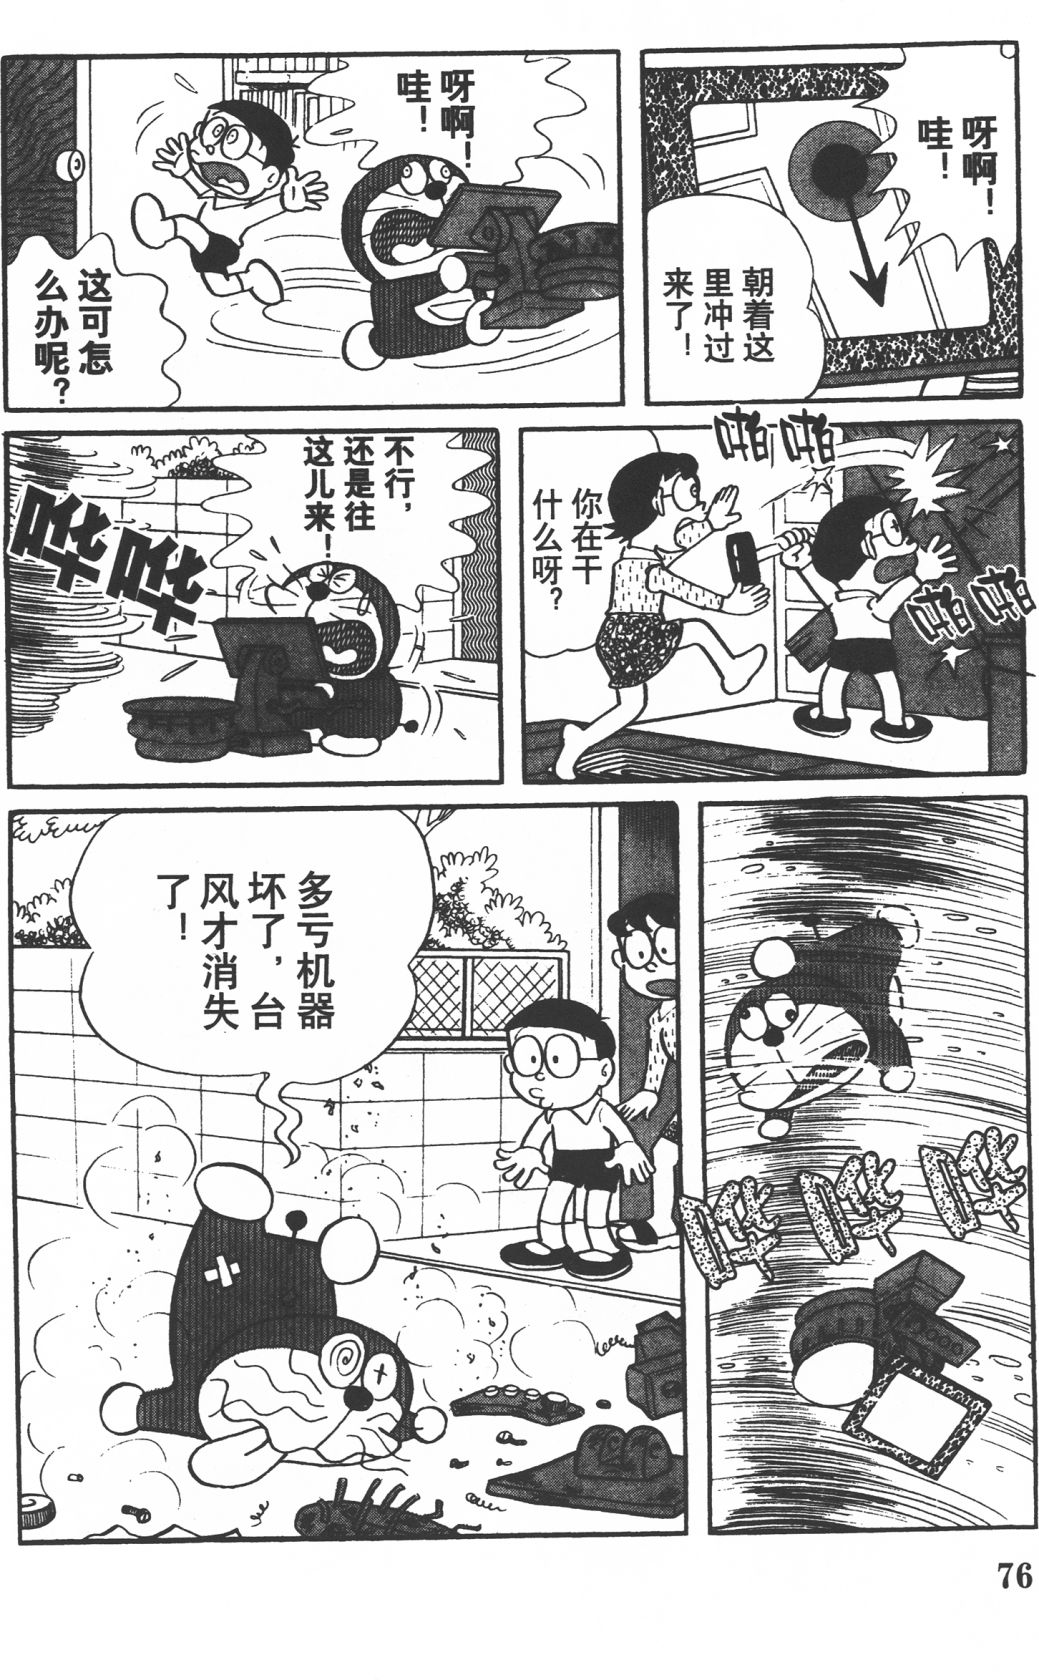 呀啊！
哇！
朝着这
里冲过
来了！
呀啊！
哇！
这可怎
么办呢？
啪啪
你在干
什么呀？
啪啪
不行，
还是往
这儿来！
哗哗
哗哗哗
多亏机器
坏了，台
风才消失
了！
76